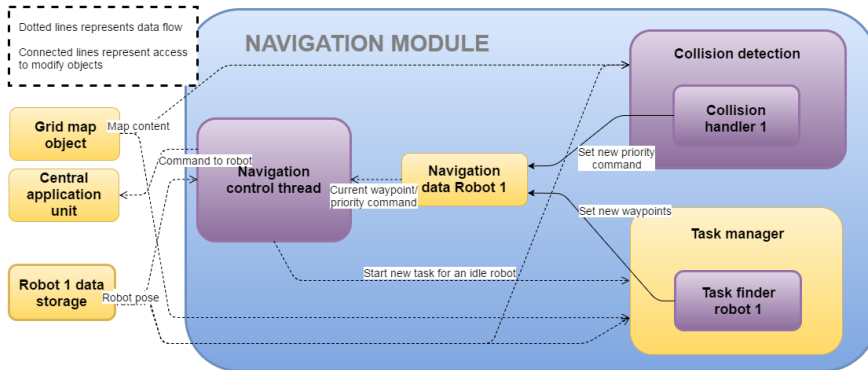 Dotted lines represents data flow
Connected lines represent access
to modify objects
NAVIGATION MODULE
Collision detection
Collision
handler 1
Grid map
object
Map content
Central
application
unit
Command to robot
Navigation
control thread
Navigation
data Robot 1
Current waypoint/
priority command
Set new priority
command
Set new waypoints
Task manager
Task finder
robot 1
Start new task for an idle robot
Robot 1 data
storage
Robot pose